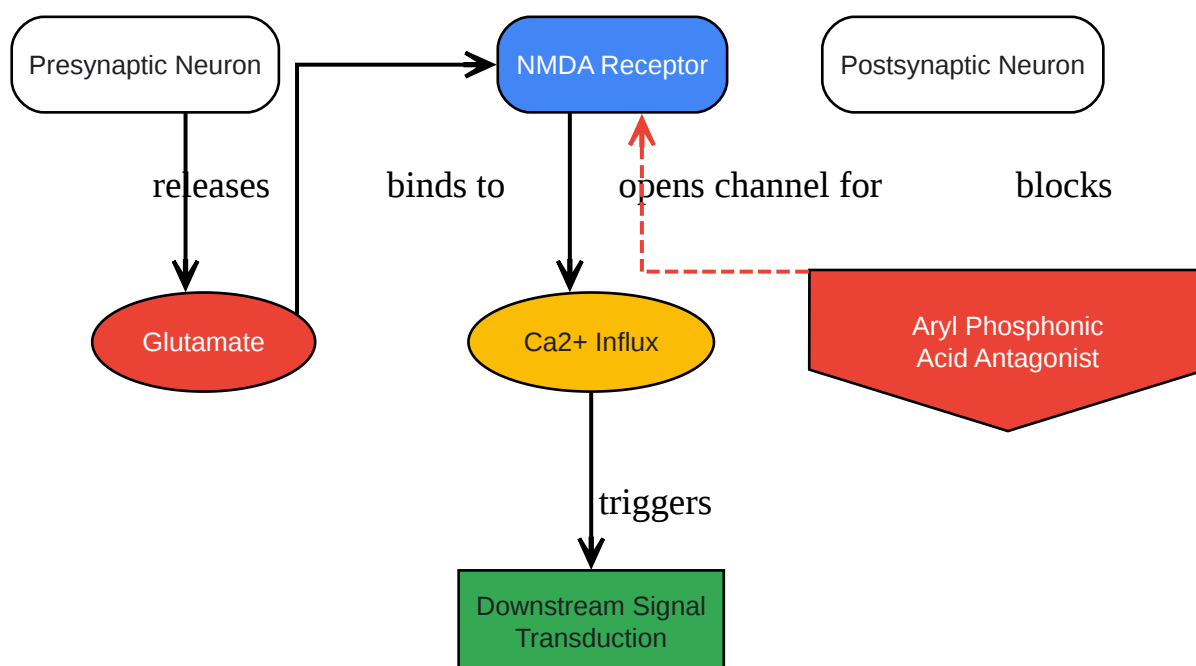 Presynaptic Neuron
NMDA Receptor
Postsynaptic Neuron
releases
binds to
opens channel for
blocks
Glutamate
Ca2+ Influx
Aryl Phosphonic
Acid Antagonist
triggers
Downstream Signal
Transduction